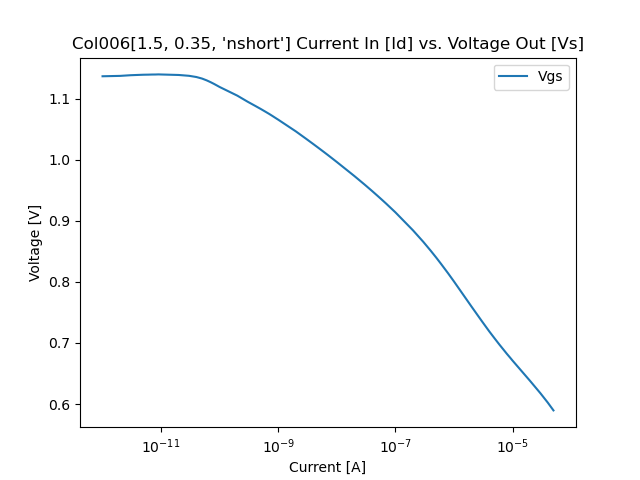 Col006[1.5, 0.35, 'nshort'] Current In [Id] vs. Voltage Out [Vs]
Vgs
Voltage [V]
1.1
1.0
0.9
0.8
0.7
0.6
10⁻¹¹ 10⁻⁹ 10⁻⁷ 10⁻⁵
Current [A]